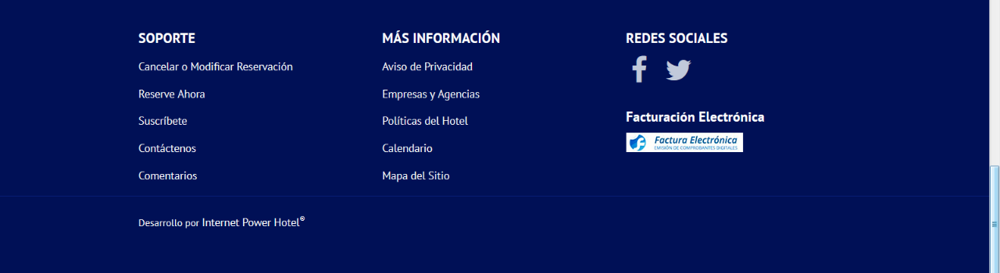 SOPORTE
Cancelar o Modificar Reservación
Reserve Ahora
Suscríbete
Contáctenos
Comentarios
MÁS INFORMACIÓN
Aviso de Privacidad
Empresas y Agencias
Políticas del Hotel
Calendario
Mapa del Sitio
REDES SOCIALES
Facturación Electrónica
Factura Electrónica
EMISIÓN DE COMPROBANTES DIGITALES
Desarrollo por Internet Power Hotel®